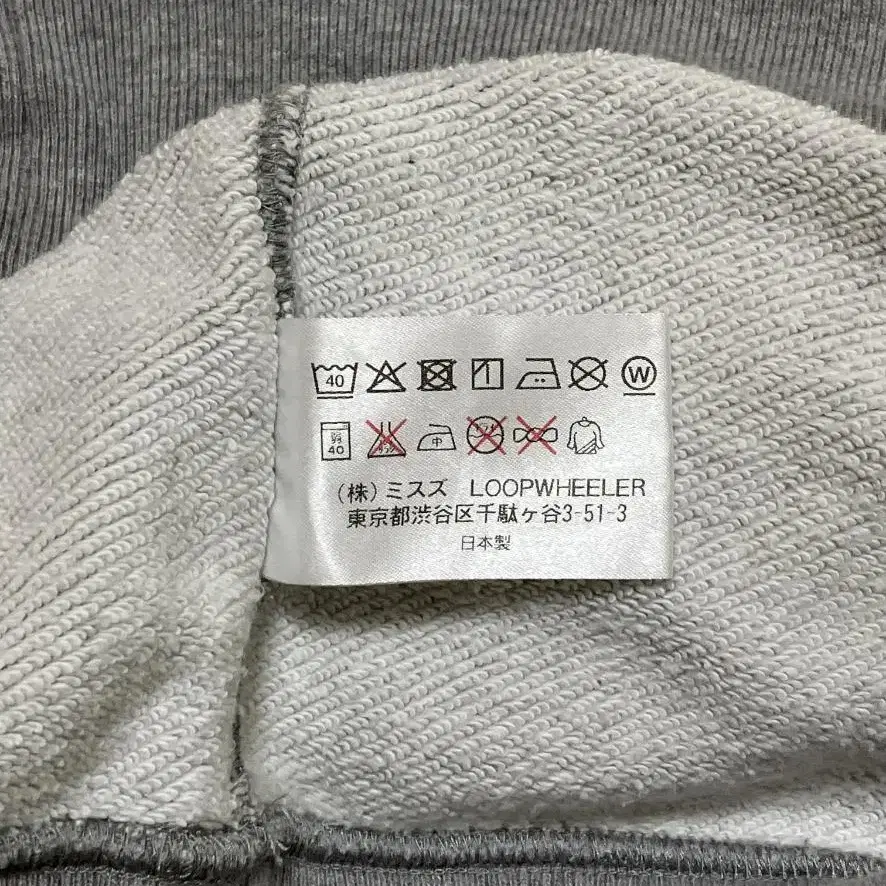 40 W
弱 40 中
(株)ミスズ LOOPWHEELER
東京都渋谷区千駄ヶ谷3-51-3
日本製